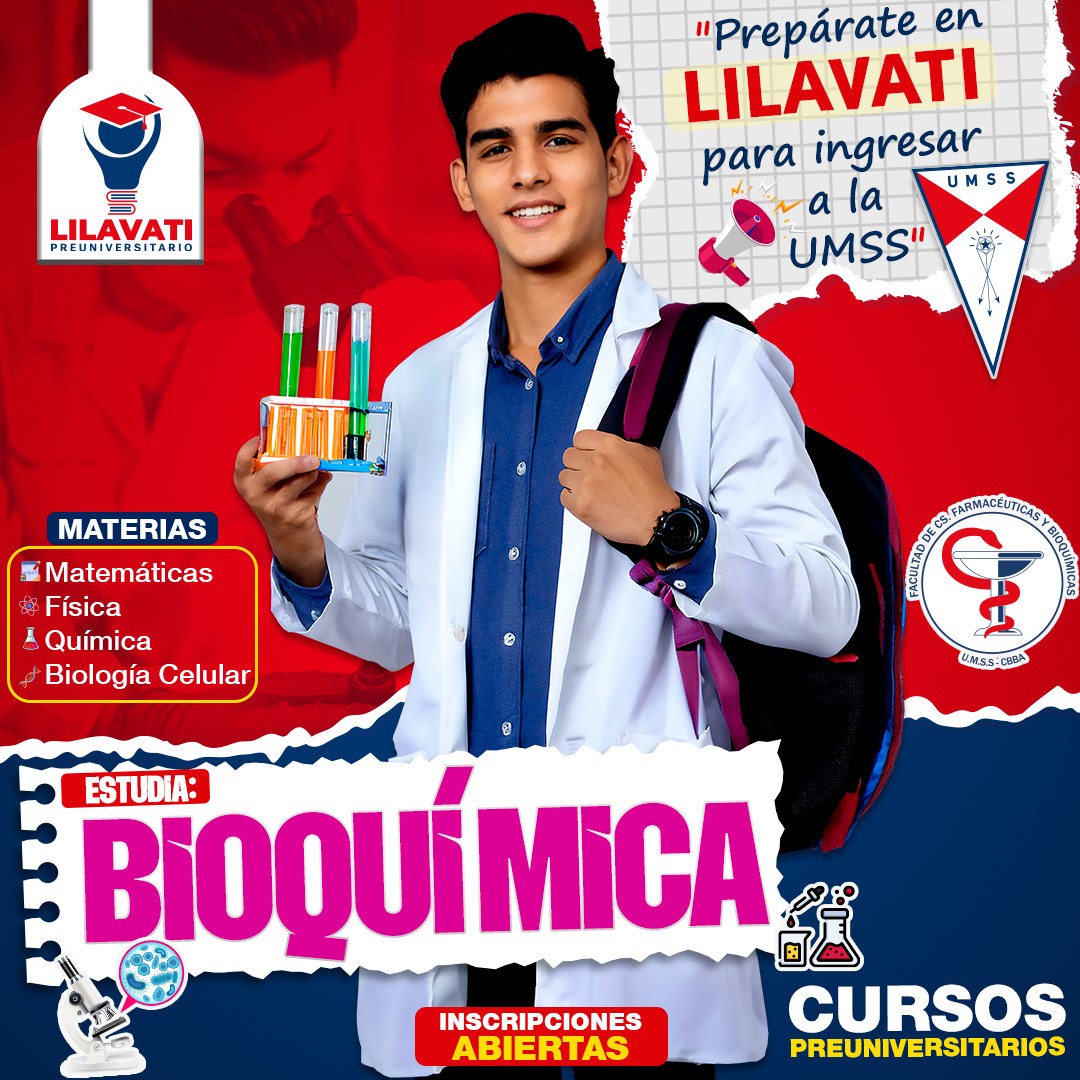 LILAVATI
PREUNIVERSITARIO
"Prepárate en
LILAVATI
para ingresar
a la
UMSS"
UMSS
MATERIAS
Matemáticas
Física
Química
Biología Celular
FACULTAD DE CS. FARMACÉUTICAS Y BIOQUÍMICAS
U.M.S.S - CBBA
ESTUDIA:
BIOQUÍMICA
INSCRIPCIONES
ABIERTAS
CURSOS
PREUNIVERSITARIOS